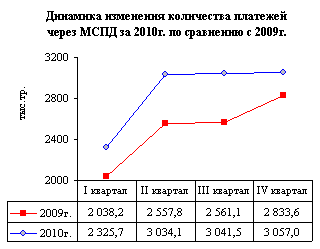 Динамика изменения количества платежей
через МСПД за 2010г. по сравнению с 2009г.
тыс.тр.
3200
2800
2400
2000
I квартал II квартал III квартал IV квартал
2009г. 2 038,2 2 557,8 2 561,1 2 833,6
2010г. 2 325,7 3 034,1 3 041,5 3 057,0